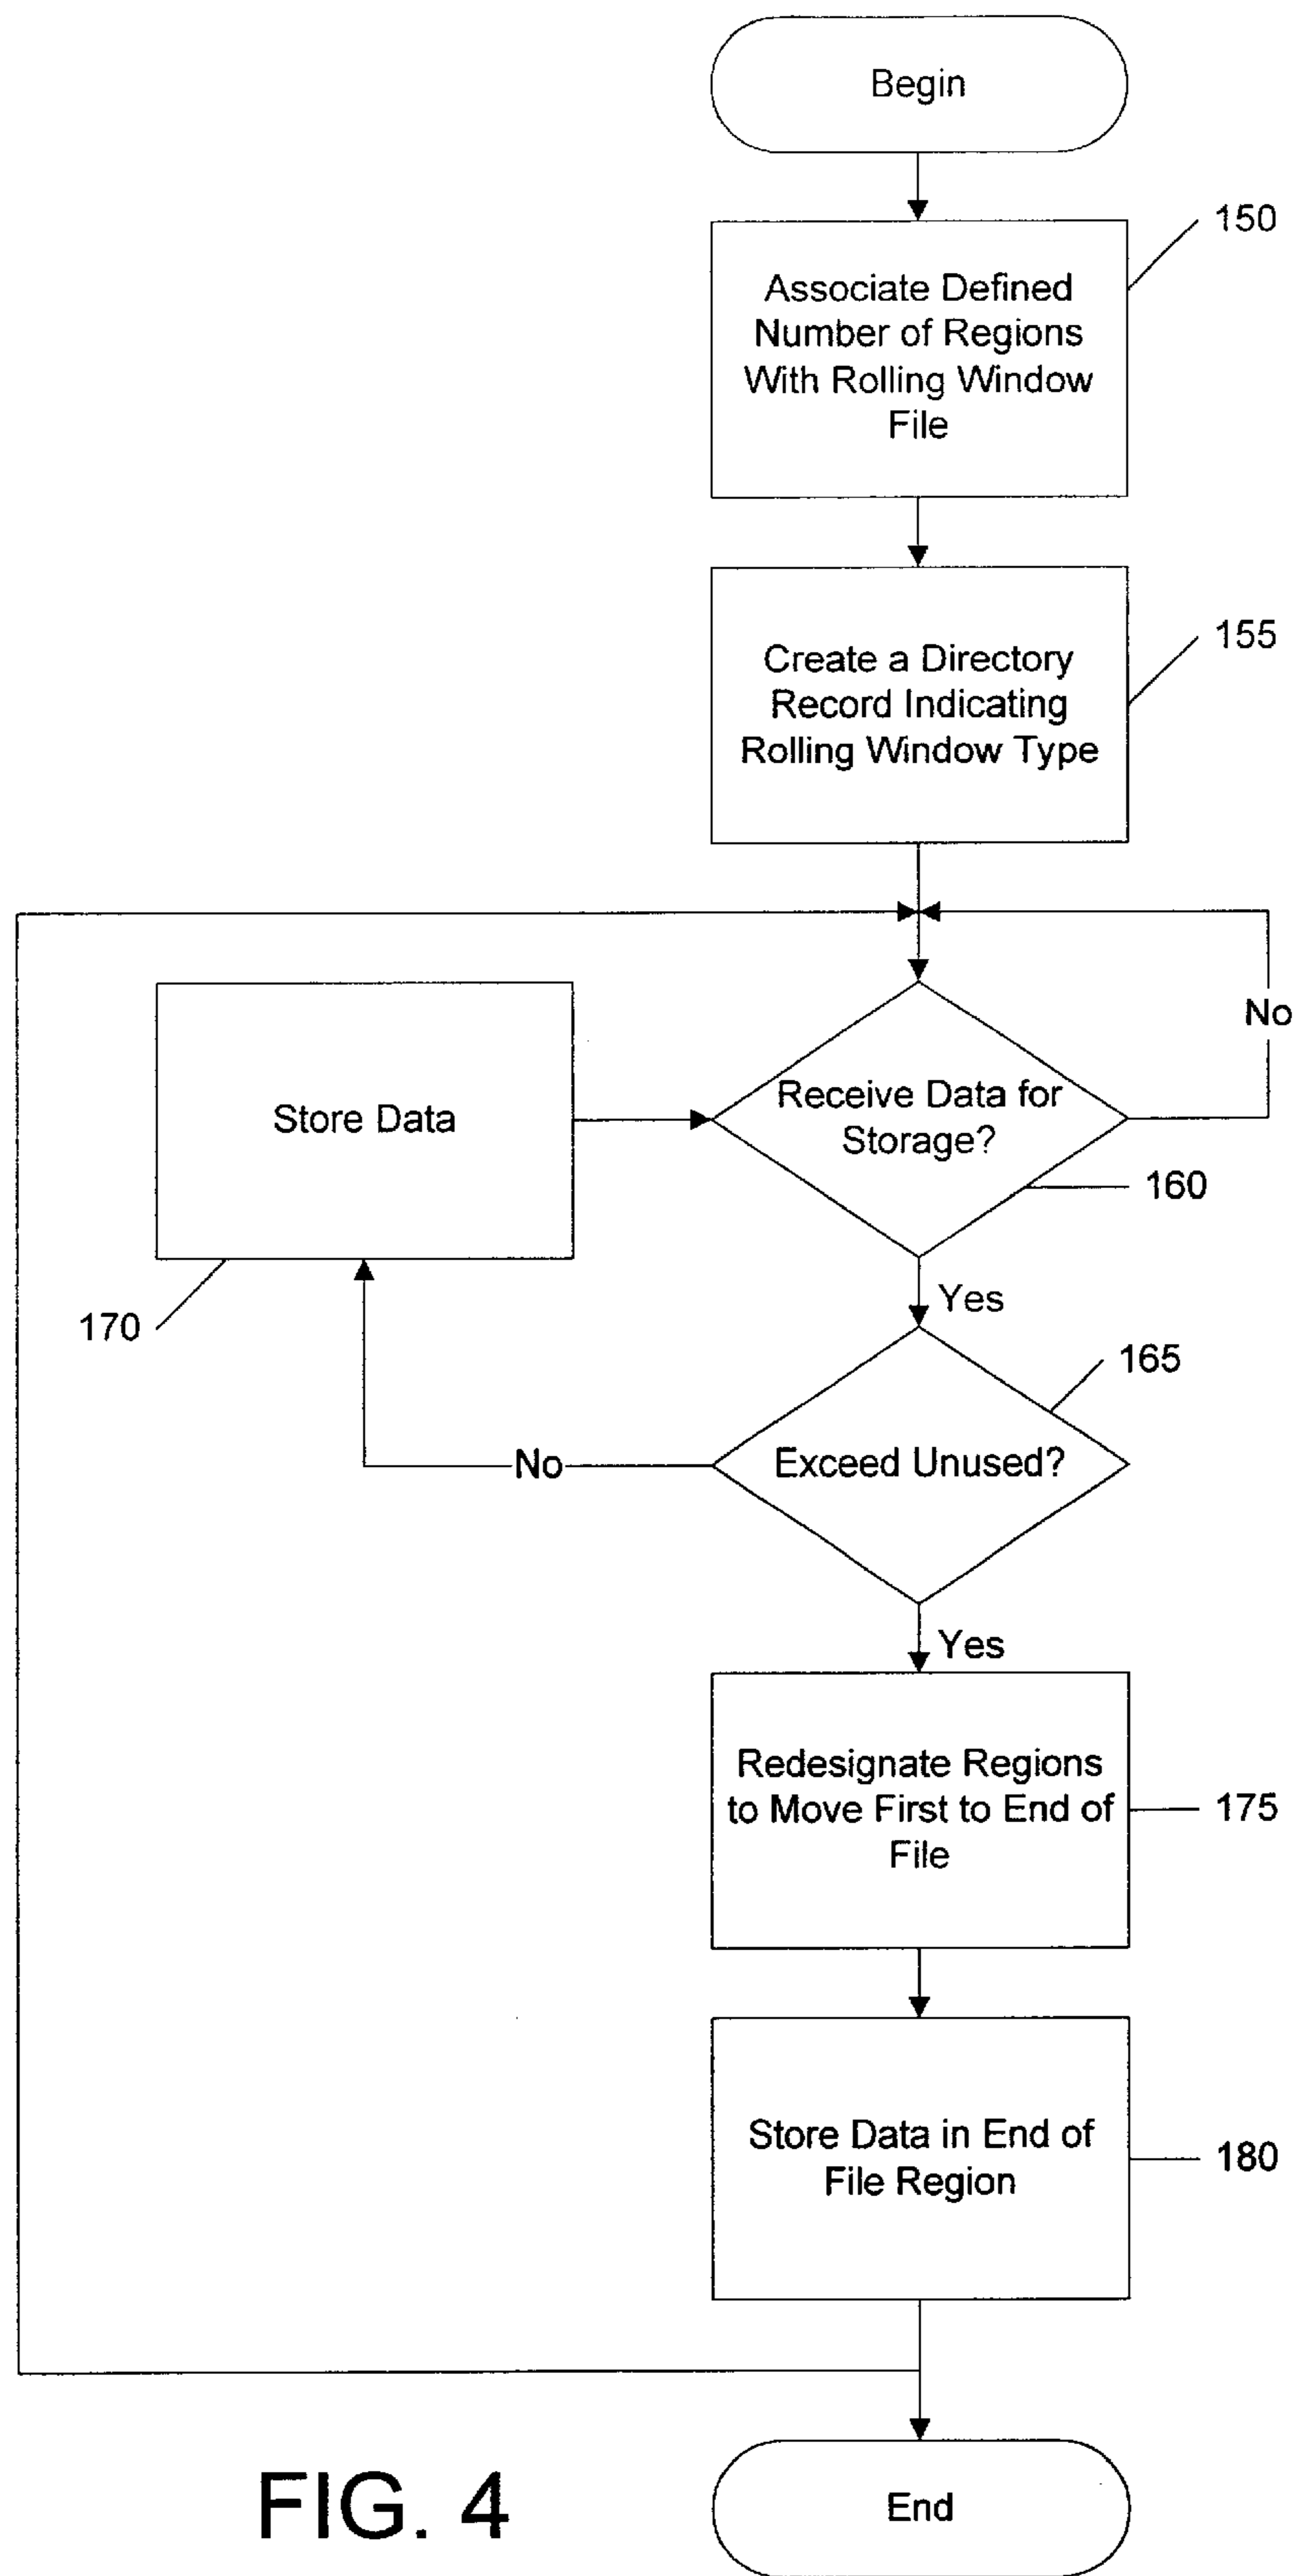 Begin
150
Associate Defined
Number of Regions
With Rolling Window
File
155
Create a Directory
Record Indicating
Rolling Window Type
No
Store Data
Receive Data for
Storage?
160
170
Yes
165
No
Exceed Unused?
Yes
Redesignate Regions
to Move First to End of
File
175
Store Data in End of
File Region
180
End
FIG. 4